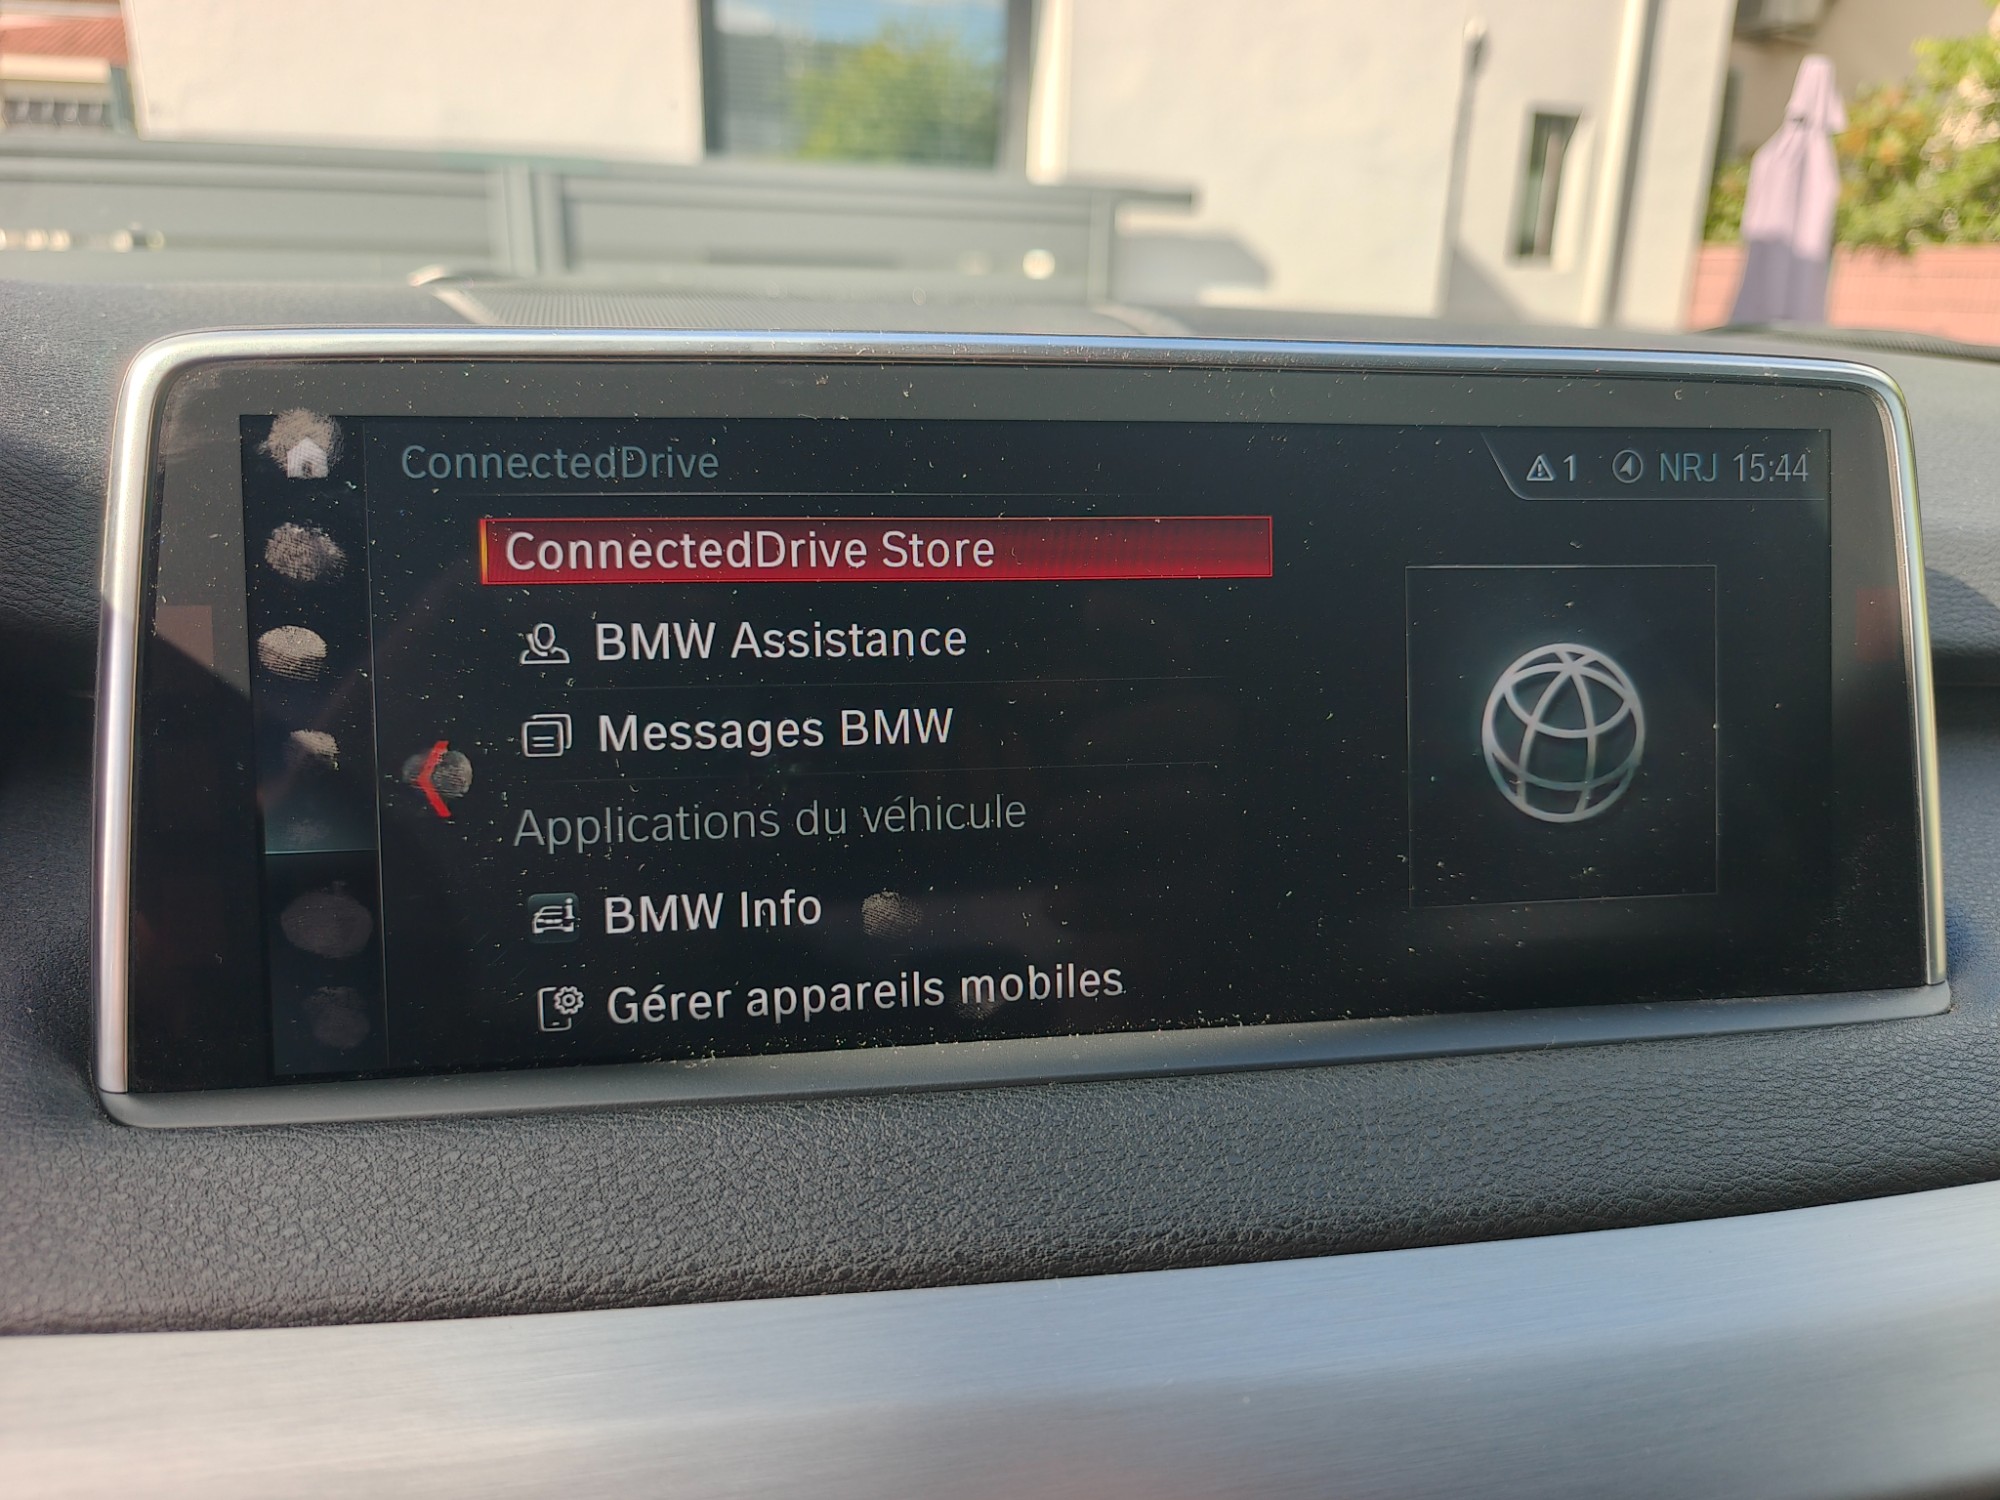 ConnectedDrive
1 NRJ 15:44
ConnectedDrive Store
BMW Assistance
Messages BMW
Applications du véhicule
BMW Info
Gérer appareils mobiles